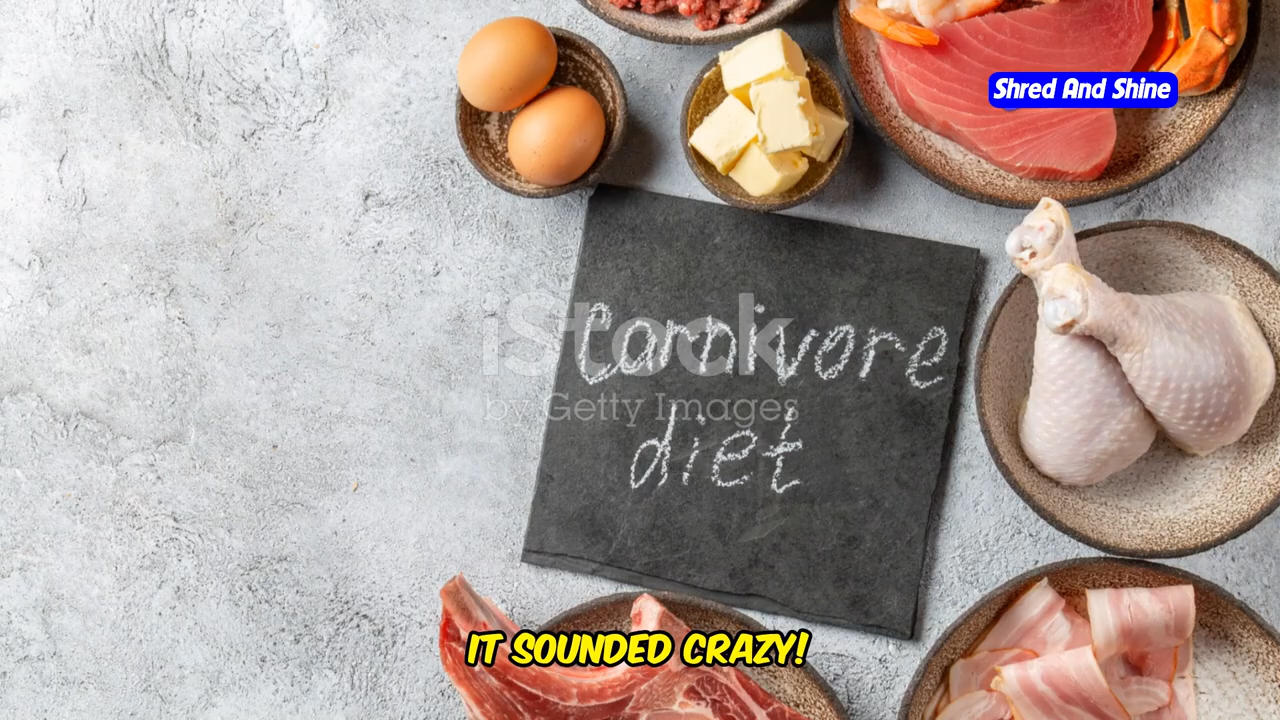 Shred And Shine
Carnivore
diet
iStock
by Getty Images
IT SOUNDED CRAZY!